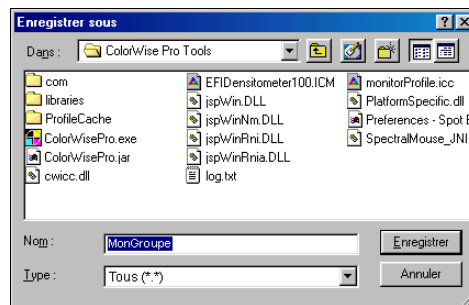 Enregistrer sous
Dans : ColorWise Pro Tools
com EFIDensitometer100.ICM monitorProfile.icc
libraries jspWin.DLL PlatformSpecific.dll
ProfileCache jspWinNm.DLL Preferences - Spot
ColorWisePro.exe jspWinRni.DLL SpectralMouse_JNI
ColorWisePro.jar jspWinRnia.DLL
cwicc.dll log.txt
Nom : MonGroupe Enregistrer
Type : Tous (*.*) Annuler